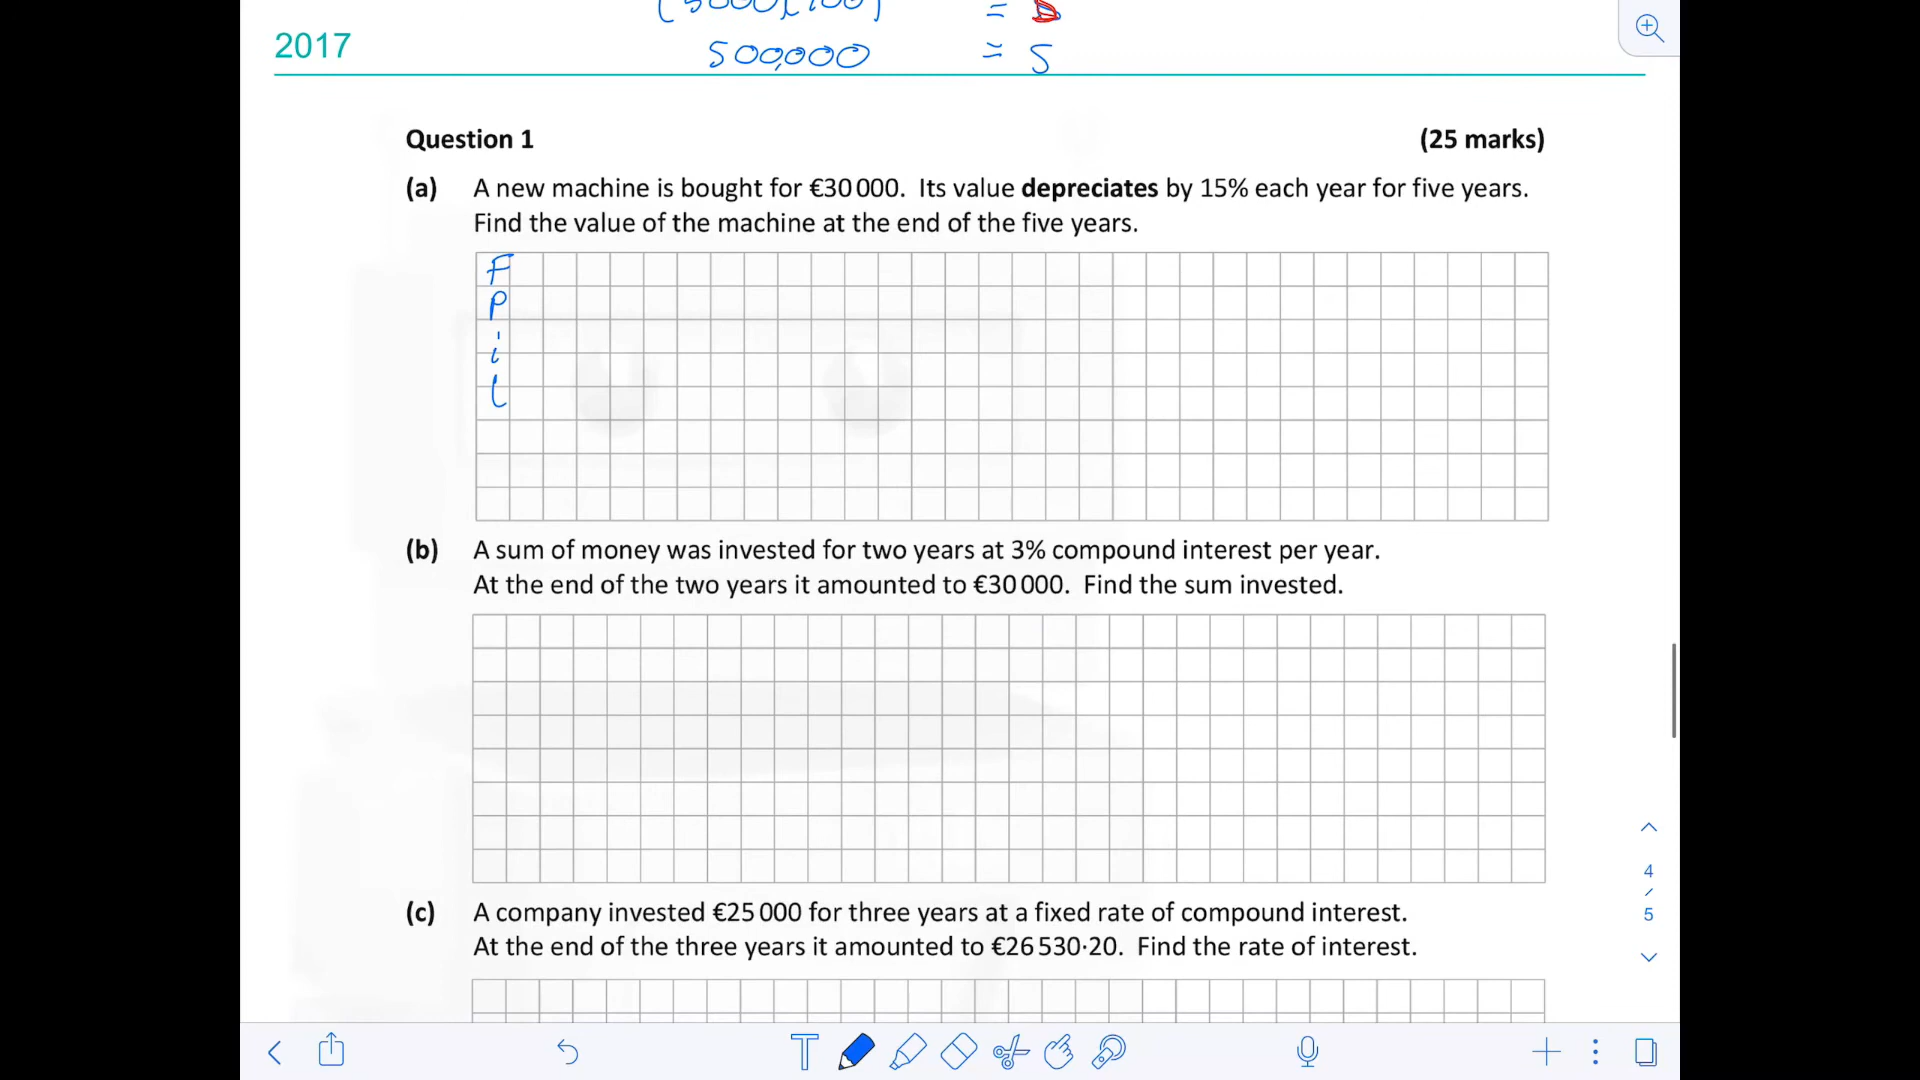 (5000)(100) =
2017
500,000 = 5
Question 1 (25 marks)
(a) A new machine is bought for €30 000. Its value depreciates by 15% each year for five years.
Find the value of the machine at the end of the five years.
F
P
i
t
(b) A sum of money was invested for two years at 3% compound interest per year.
At the end of the two years it amounted to €30 000. Find the sum invested.
(c) A company invested €25 000 for three years at a fixed rate of compound interest.
At the end of the three years it amounted to €26 530·20. Find the rate of interest.
4
/
5
T